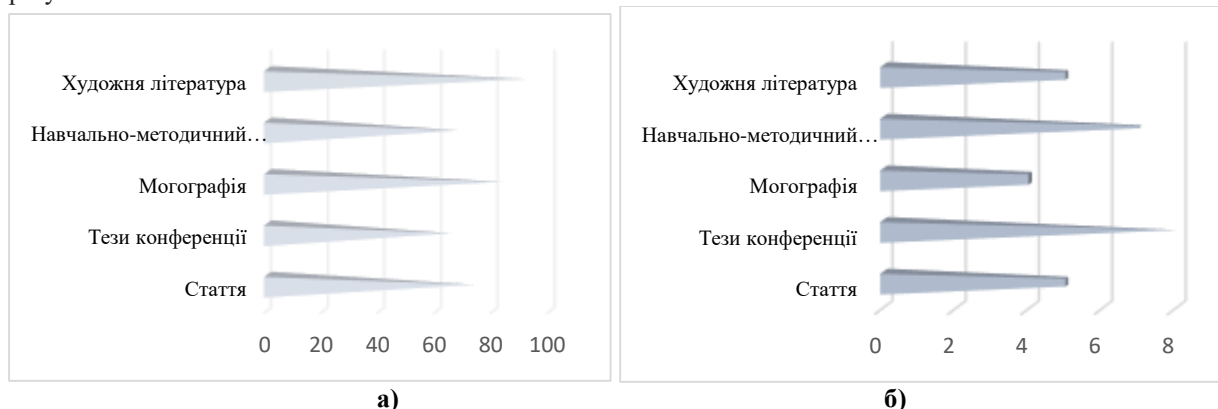 Художня література
Навчально-методичний…
Могографія
Тези конференції
Стаття
0 20 40 60 80 100
а)
Художня література
Навчально-методичний…
Могографія
Тези конференції
Стаття
0 2 4 6 8
б)